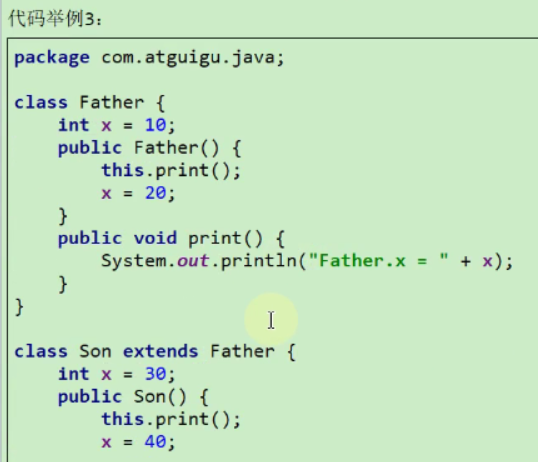 代码举例3：
package com.atguigu.java;
class Father {
int x = 10;
public Father() {
this.print();
x = 20;
}
public void print() {
System.out.println("Father.x = " + x);
}
}
class Son extends Father {
int x = 30;
public Son() {
this.print();
x = 40;